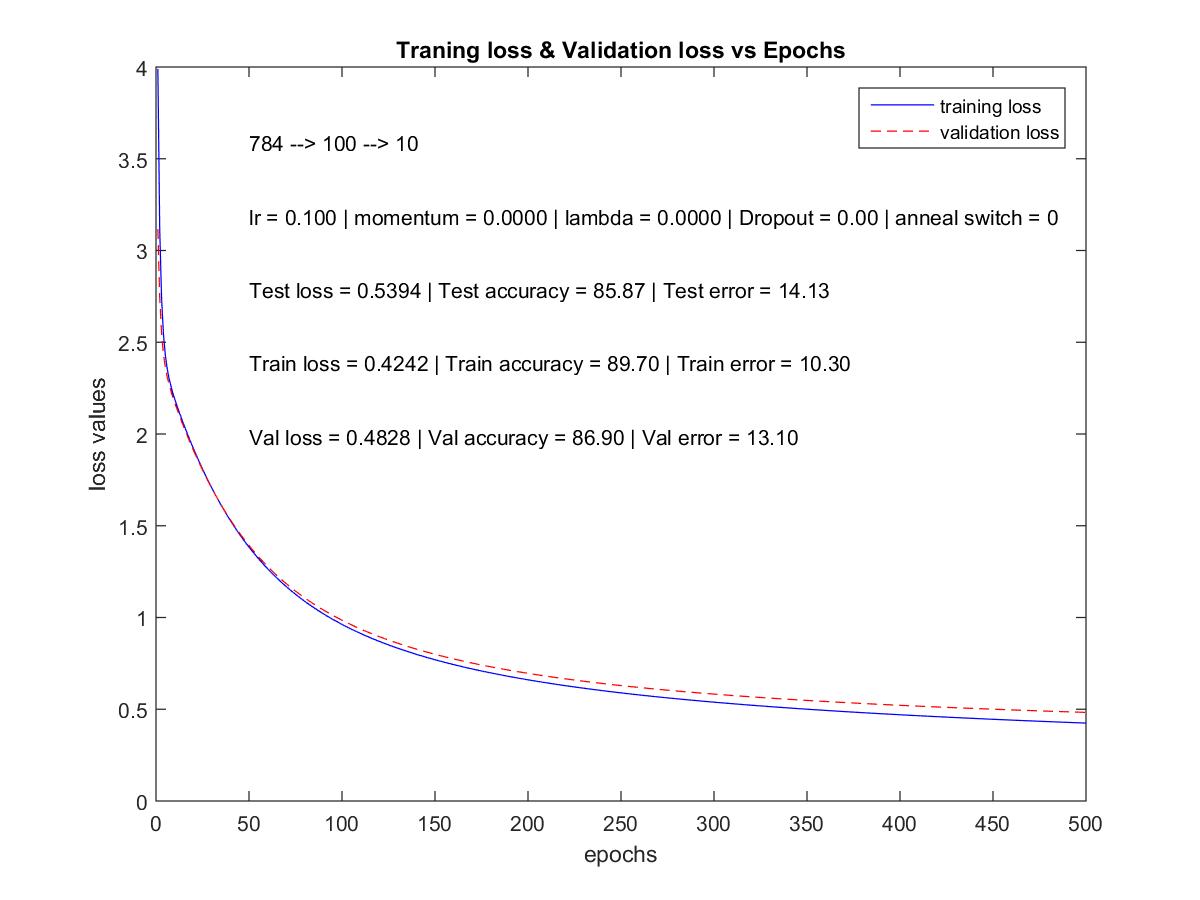 Traning loss & Validation loss vs Epochs
training loss
validation loss
784 --> 100 --> 10
lr = 0.100 | momentum = 0.0000 | lambda = 0.0000 | Dropout = 0.00 | anneal switch = 0
Test loss = 0.5394 | Test accuracy = 85.87 | Test error = 14.13
Train loss = 0.4242 | Train accuracy = 89.70 | Train error = 10.30
Val loss = 0.4828 | Val accuracy = 86.90 | Val error = 13.10
loss values
4
3.5
3
2.5
2
1.5
1
0.5
0
0 50 100 150 200 250 300 350 400 450 500
epochs